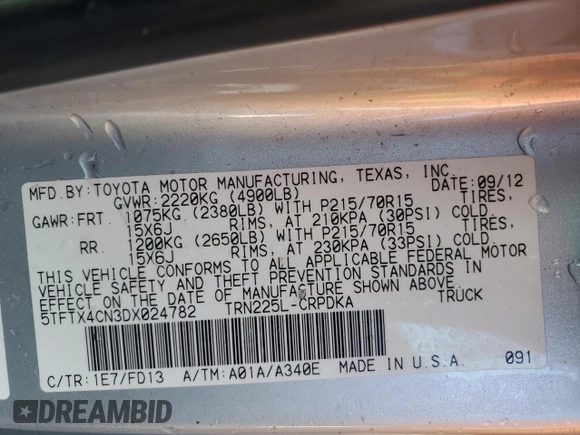 MFD.BY:TOYOTA MOTOR MANUFACTURING, TEXAS, INC.
GVWR:2220KG (4900LB) DATE:09/12
GAWR:FRT. 1075KG (2380LB) WITH P215/70R15 TIRES,
15X6J RIMS, AT 210KPA (30PSI) COLD
RR. 1200KG (2650LB) WITH P215/70R15 TIRES,
15X6J RIMS, AT 230KPA (33PSI) COLD.
THIS VEHICLE CONFORMS TO ALL APPLICABLE FEDERAL MOTOR
VEHICLE SAFETY AND THEFT PREVENTION STANDARDS IN
EFFECT ON THE DATE OF MANUFACTURE SHOWN ABOVE.
5TFTX4CN3DX024782 TRN225L-CRPDKA TRUCK
C/TR:1E7/FD13 A/TM:A01A/A340E MADE IN U.S.A. 091
DREAMBID